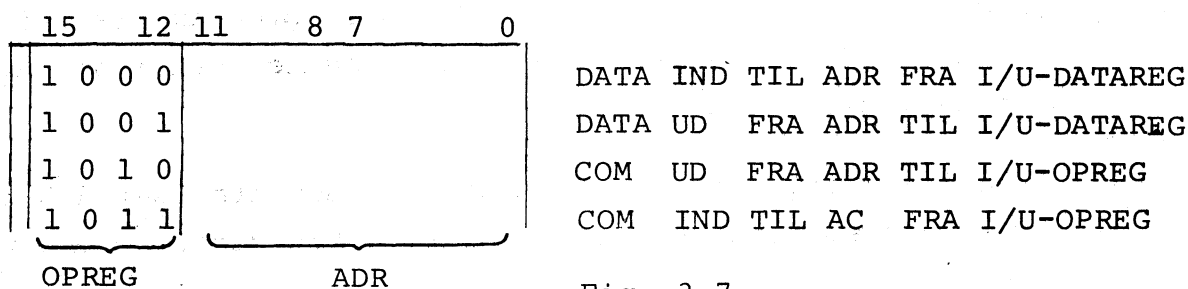 15 12 11 8 7 0
1 0 0 0 DATA IND TIL ADR FRA I/U-DATAREG
1 0 0 1 DATA UD FRA ADR TIL I/U-DATAREG
1 0 1 0 COM UD FRA ADR TIL I/U-OPREG
1 0 1 1 COM IND TIL AC FRA I/U-OPREG
OPREG ADR